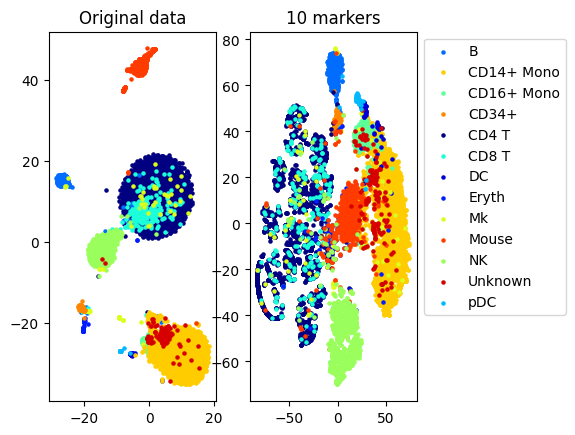 Original data
10 markers
40
20
0
−20
−20
0
20
80
60
40
20
0
−20
−40
−60
−50
0
50
B
CD14+ Mono
CD16+ Mono
CD34+
CD4 T
CD8 T
DC
Eryth
Mk
Mouse
NK
Unknown
pDC